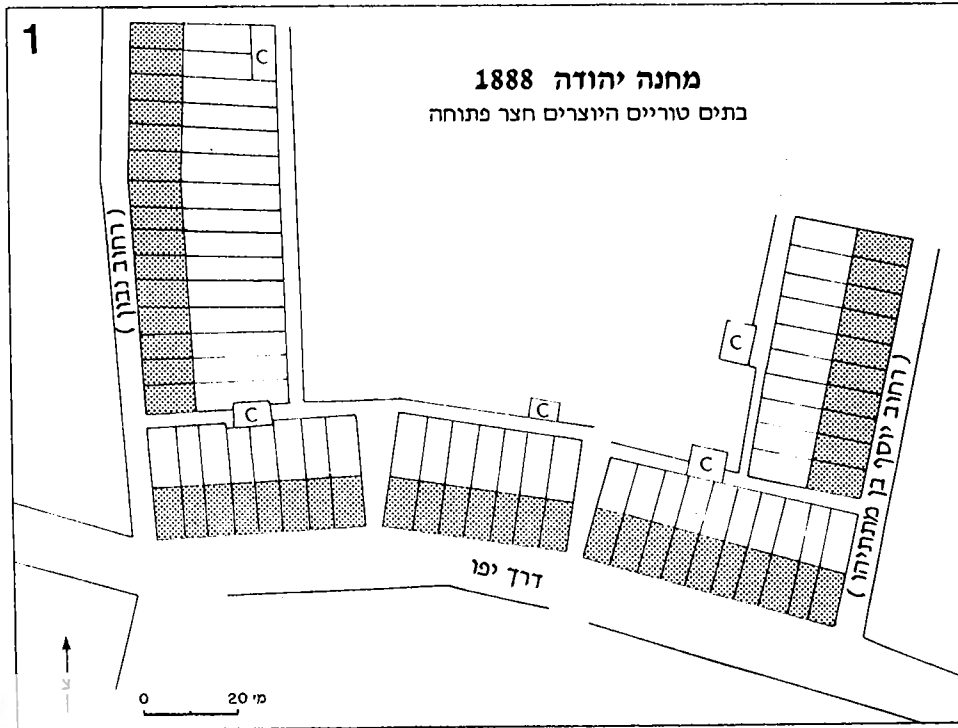 1
מחנה יהודה 1888
בתים טוריים היוצרים חצר פתוחה
C
( רחוב נבון )
C
C
C
C
( רחוב יוסף בן מתתיהו )
דרך יפו
צ
0 20 מי